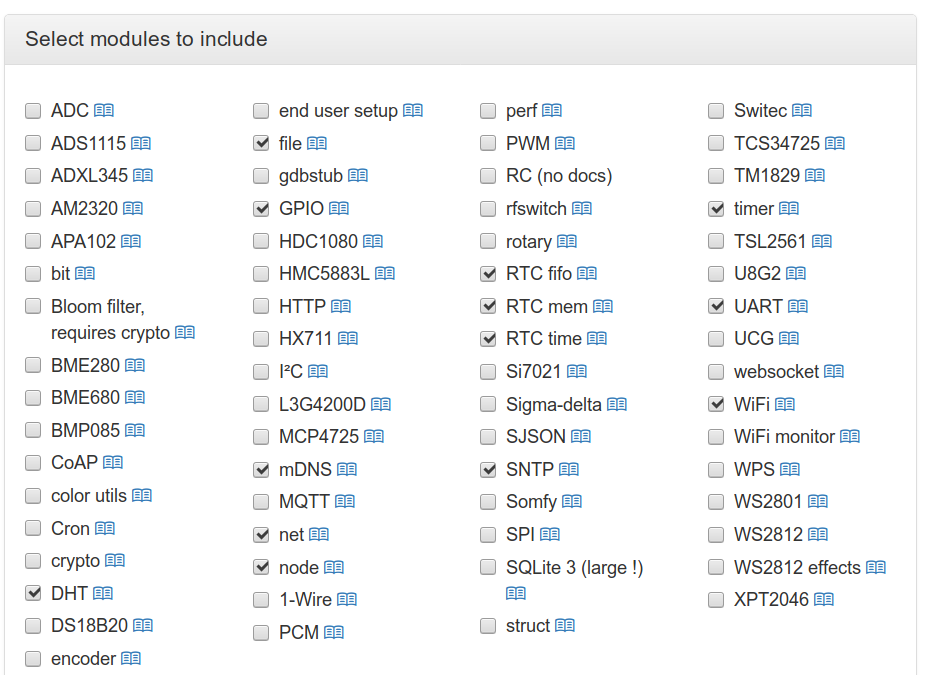 Select modules to include
ADC
ADS1115
ADXL345
AM2320
APA102
bit
Bloom filter,
requires crypto
BME280
BME680
BMP085
CoAP
color utils
Cron
crypto
DHT
DS18B20
encoder
end user setup
file
gdbstub
GPIO
HDC1080
HMC5883L
HTTP
HX711
I²C
L3G4200D
MCP4725
mDNS
MQTT
net
node
1-Wire
PCM
perf
PWM
RC (no docs)
rfswitch
rotary
RTC fifo
RTC mem
RTC time
Si7021
Sigma-delta
SJSON
SNTP
Somfy
SPI
SQLite 3 (large !)
struct
Switec
TCS34725
TM1829
timer
TSL2561
U8G2
UART
UCG
websocket
WiFi
WiFi monitor
WPS
WS2801
WS2812
WS2812 effects
XPT2046